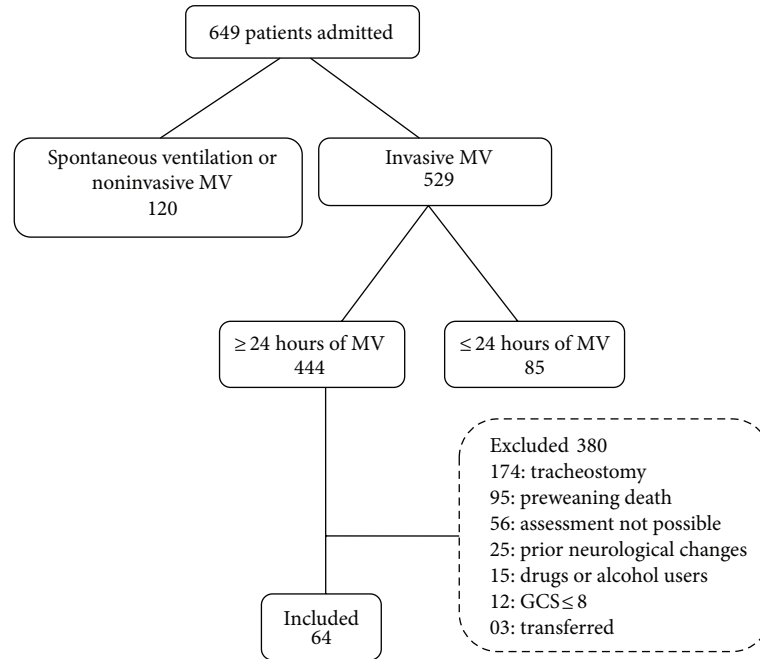 649 patients admitted
Spontaneous ventilation or
noninvasive MV
120
Invasive MV
529
≥ 24 hours of MV
444
≤ 24 hours of MV
85
Excluded 380
174: tracheostomy
95: preweaning death
56: assessment not possible
25: prior neurological changes
15: drugs or alcohol users
12: GCS ≤ 8
03: transferred
Included
64